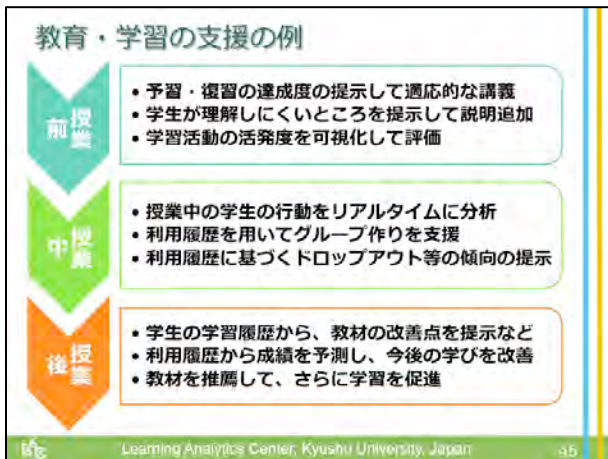 教育・学習の支援の例
授業前
• 予習・復習の達成度の提示して適応的な講義
• 学生が理解しにくいところを提示して説明追加
• 学習活動の活発度を可視化して評価
授業中
• 授業中の学生の行動をリアルタイムに分析
• 利用履歴を用いてグループ作りを支援
• 利用履歴に基づくドロップアウト等の傾向の提示
授業後
• 学生の学習履歴から、教材の改善点を提示など
• 利用履歴から成績を予測し、今後の学びを改善
• 教材を推薦して、さらに学習を促進
Learning Analytics Center, Kyushu University, Japan
45